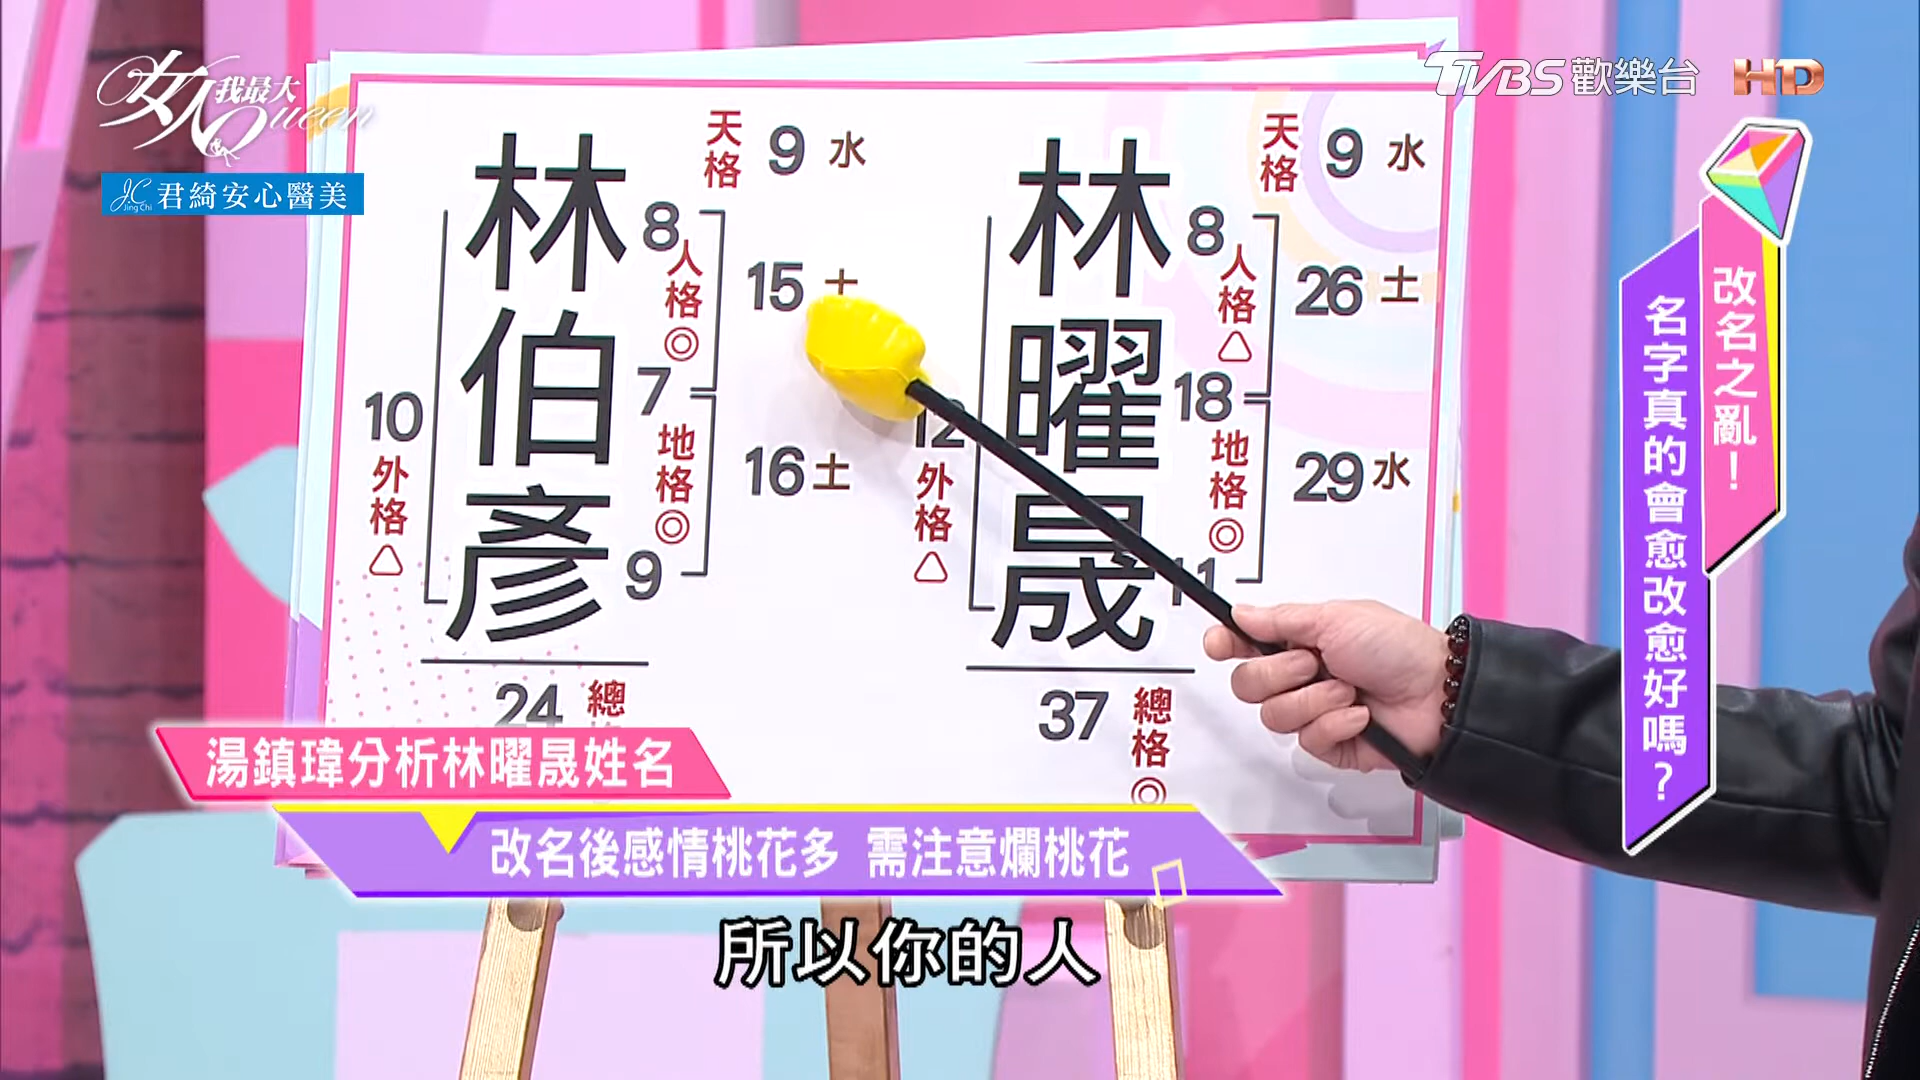 女人我最大
Queen
JC Jing Chi 君綺安心醫美
TVBS歡樂台 HD
改名之亂！
名字真的會愈改愈好嗎？
林伯彥
天格 9 水
8
人格◎ 15 土
7
地格◎ 16 土
9
10
外格△
24 總
林曜晟
天格 9 水
8
人格△ 26 土
18
地格◎ 29 水
11
12
外格△
37 總格◎
湯鎮瑋分析林曜晟姓名
改名後感情桃花多 需注意爛桃花
所以你的人